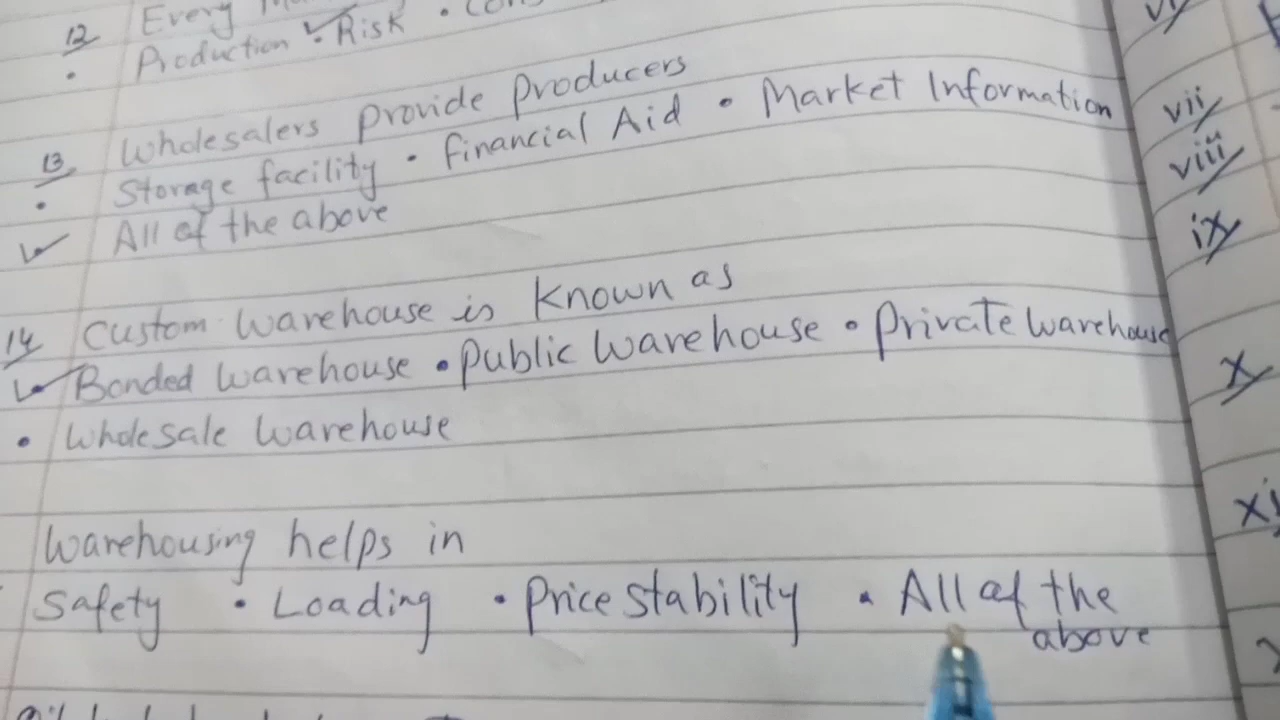 12 Every
• Production • Risk •
13 Wholesalers provide producers
• Storage facility • financial Aid • Market Information
All of the above
14 Custom Warehouse is known as
• Bonded Warehouse • Public Warehouse • Private Warehouse
• Wholesale Warehouse
Warehousing helps in
Safety • Loading • Price stability • All of the
above
vi
vii
viii
ix
x
xi